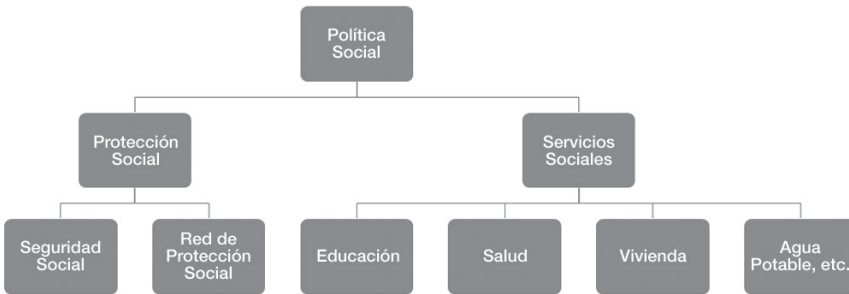 Política
Social
Protección
Social
Servicios
Sociales
Seguridad
Social
Red de
Protección
Social
Educación
Salud
Vivienda
Agua
Potable, etc.